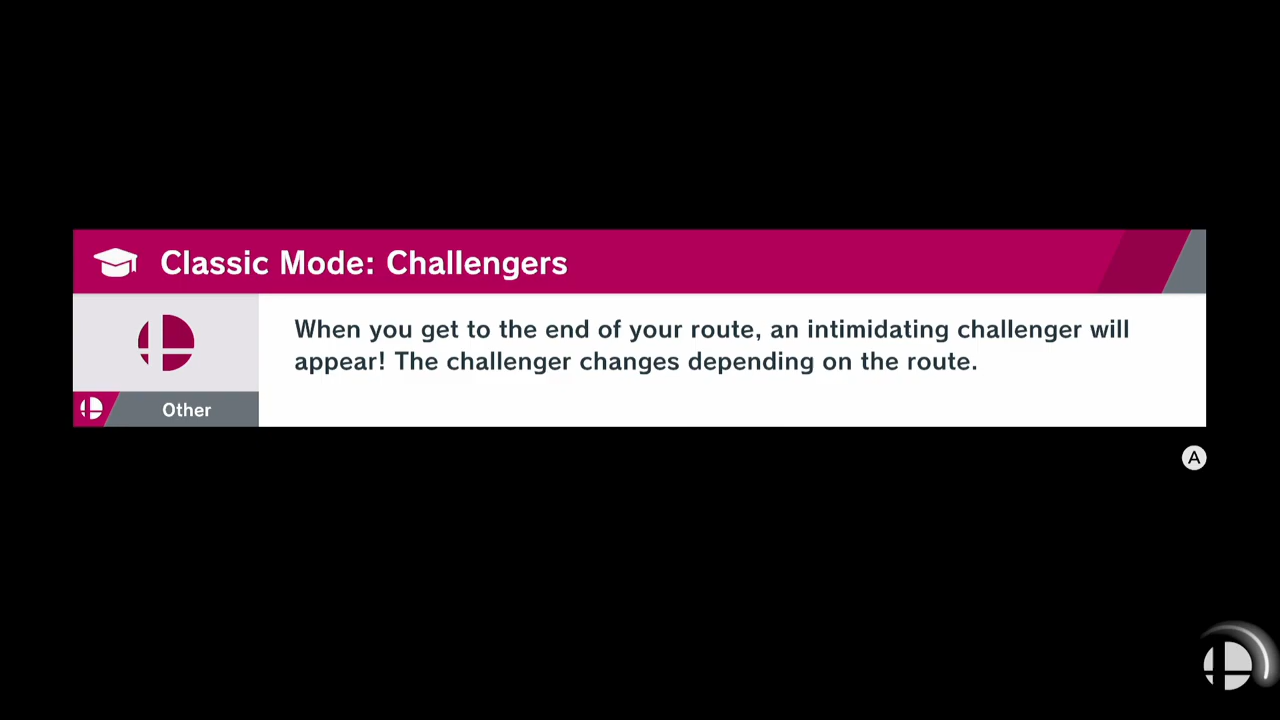 Classic Mode: Challengers
When you get to the end of your route, an intimidating challenger will
appear! The challenger changes depending on the route.
Other
A